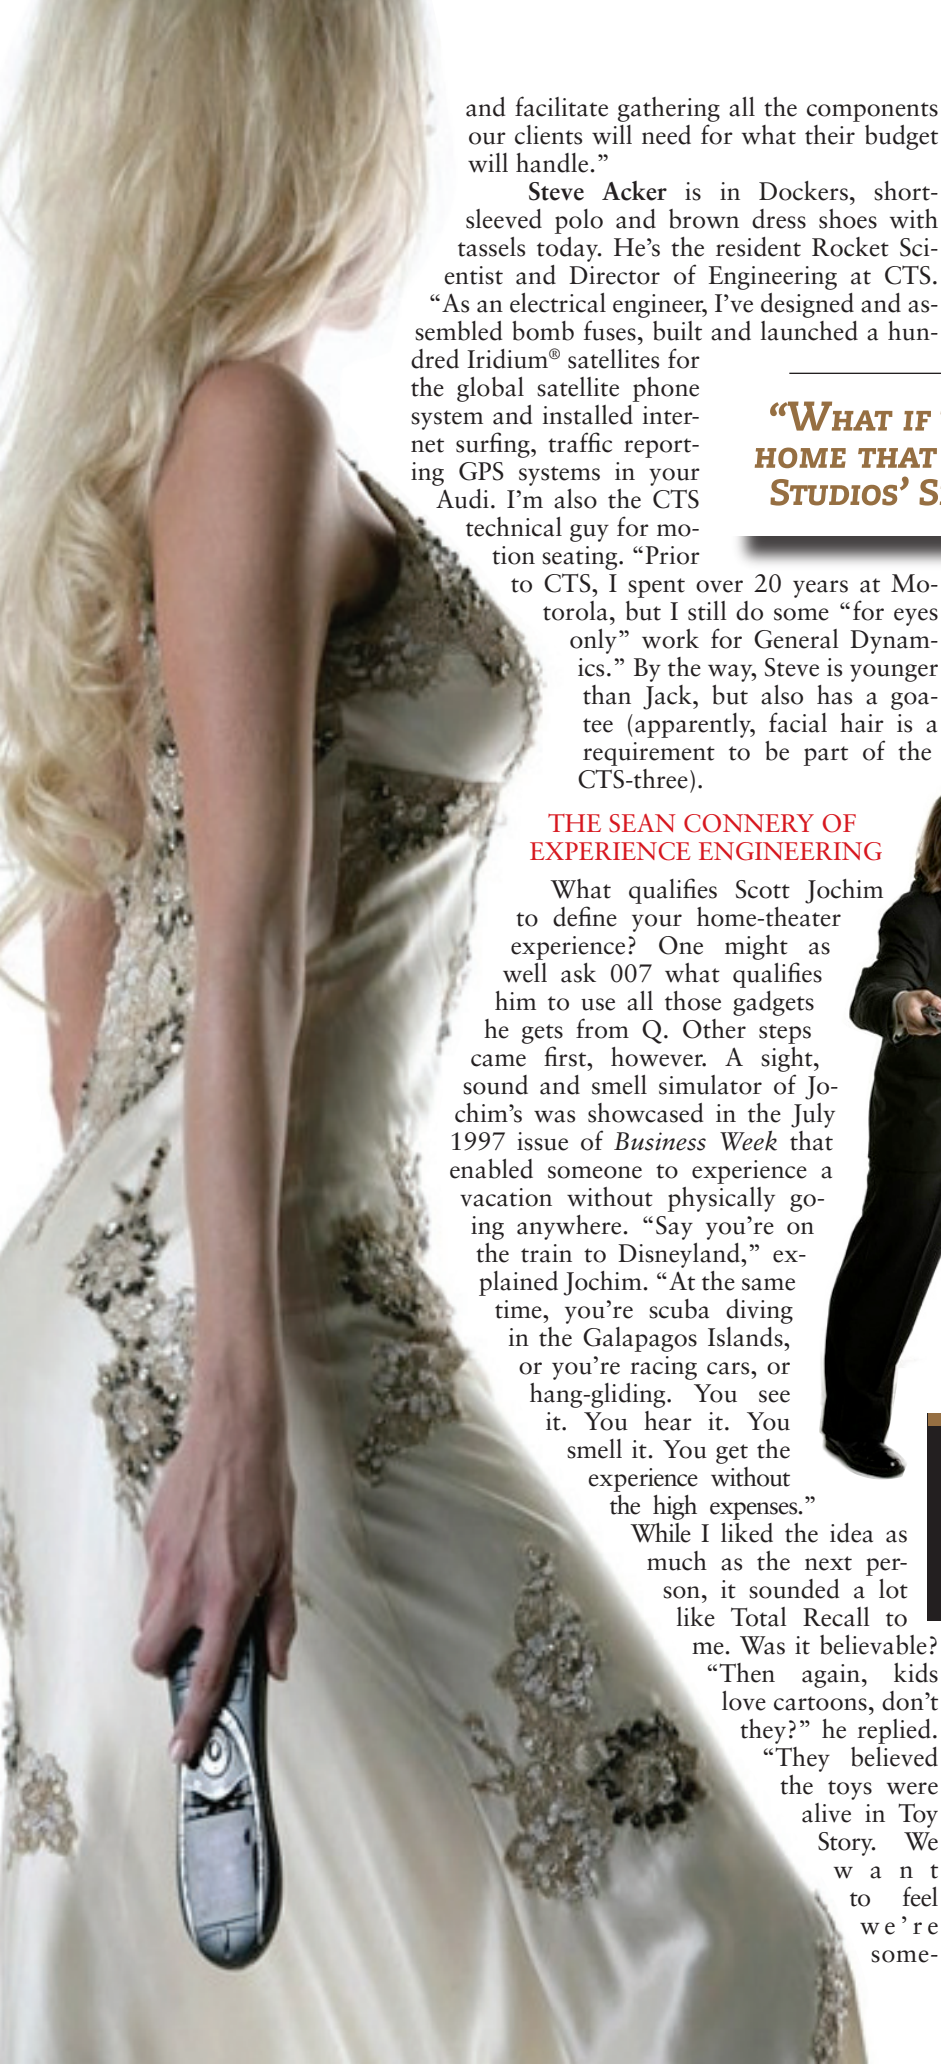 and facilitate gathering all the components
our clients will need for what their budget
will handle.”
Steve Acker is in Dockers, short-
sleeved polo and brown dress shoes with
tassels today. He’s the resident Rocket Sci-
entist and Director of Engineering at CTS.
“As an electrical engineer, I’ve designed and as-
sembled bomb fuses, built and launched a hun-
dred Iridium® satellites for
the global satellite phone
system and installed inter-
net surfing, traffic report-
ing GPS systems in your
Audi. I’m also the CTS
technical guy for mo-
tion seating. “Prior
to CTS, I spent over 20 years at Mo-
torola, but I still do some “for eyes
only” work for General Dynam-
ics.” By the way, Steve is younger
than Jack, but also has a goa-
tee (apparently, facial hair is a
requirement to be part of the
CTS-three).
“What if
home that
Studios’
THE SEAN CONNERY OF
EXPERIENCE ENGINEERING
What qualifies Scott Jochim
to define your home-theater
experience? One might as
well ask 007 what qualifies
him to use all those gadgets
he gets from Q. Other steps
came first, however. A sight,
sound and smell simulator of Jo-
chim’s was showcased in the July
1997 issue of Business Week that
enabled someone to experience a
vacation without physically go-
ing anywhere. “Say you’re on
the train to Disneyland,” ex-
plained Jochim. “At the same
time, you’re scuba diving
in the Galapagos Islands,
or you’re racing cars, or
hang-gliding. You see
it. You hear it. You
smell it. You get the
experience without
the high expenses.”
While I liked the idea as
much as the next per-
son, it sounded a lot
like Total Recall to
me. Was it believable?
“Then again, kids
love cartoons, don’t
they?” he replied.
“They believed
the toys were
alive in Toy
Story. We
want
to feel
we’re
some-